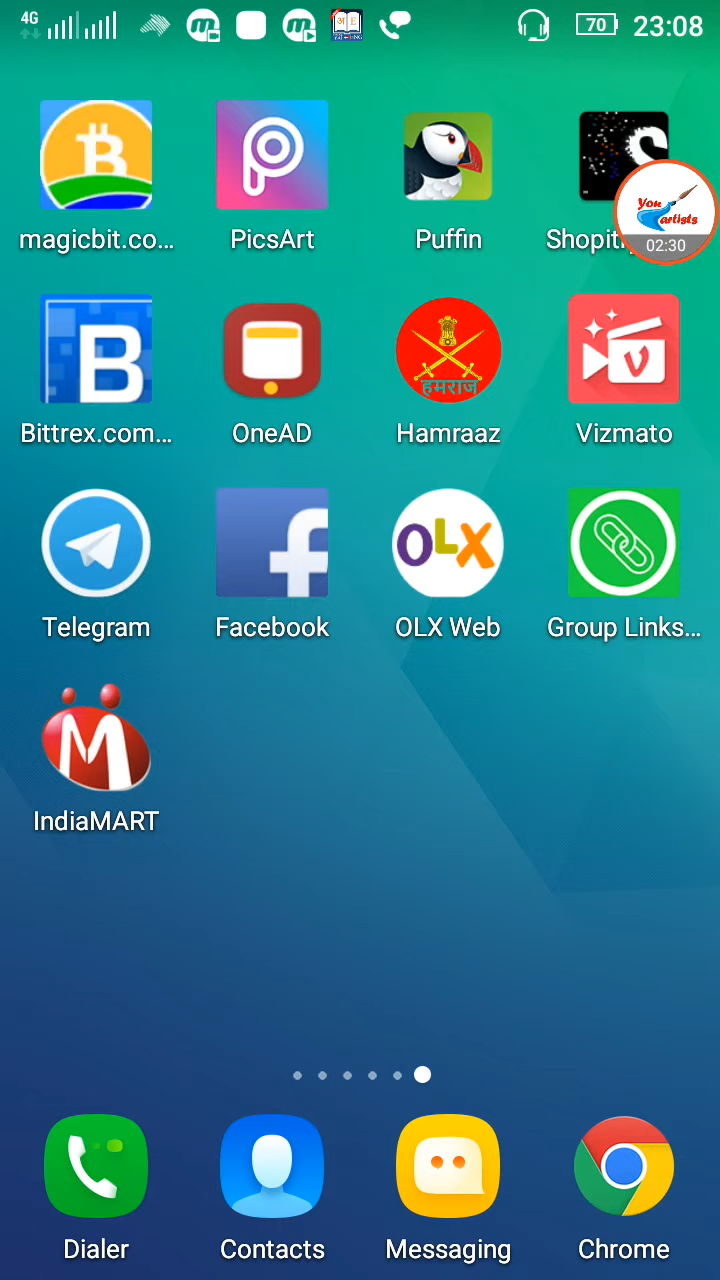 4G 70 23:08
magicbit.co... PicsArt Puffin
You
artists
02:30
B
Bittrex.com... OneAD Hamraaz Vizmato
हमराज
OLX
Telegram Facebook OLX Web Group Links...
M
IndiaMART
Dialer Contacts Messaging Chrome